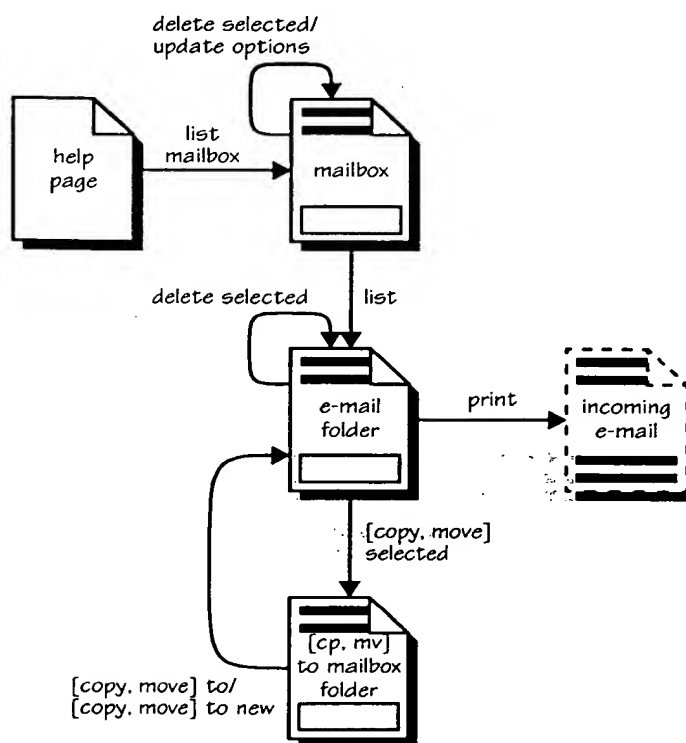 delete selected/
update options
help
page
list
mailbox
mailbox
delete selected
list
e-mail
folder
print
incoming
e-mail
[copy, move]
selected
[cp, mv]
to mailbox
folder
[copy, move] to/
[copy, move] to new